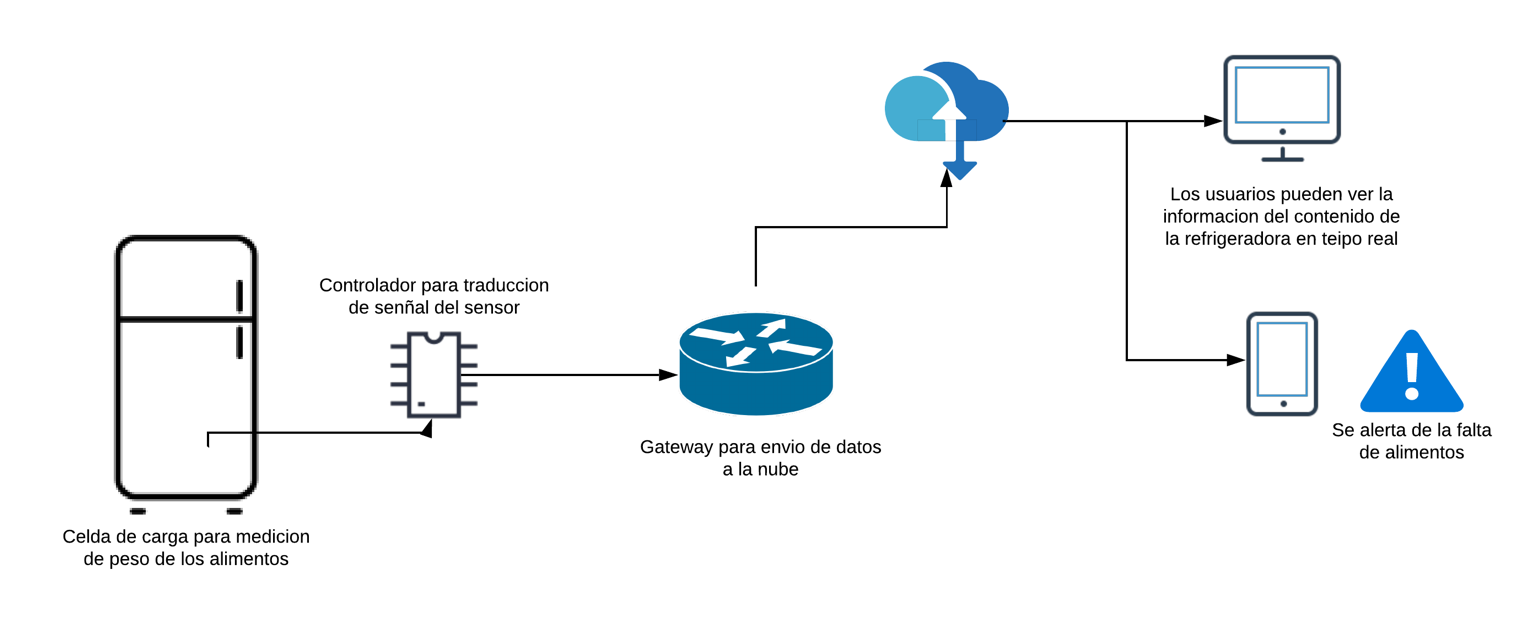 Los usuarios pueden ver la
informacion del contenido de
la refrigeradora en teipo real
Controlador para traduccion
de senñal del sensor
Gateway para envio de datos
a la nube
Se alerta de la falta
de alimentos
Celda de carga para medicion
de peso de los alimentos